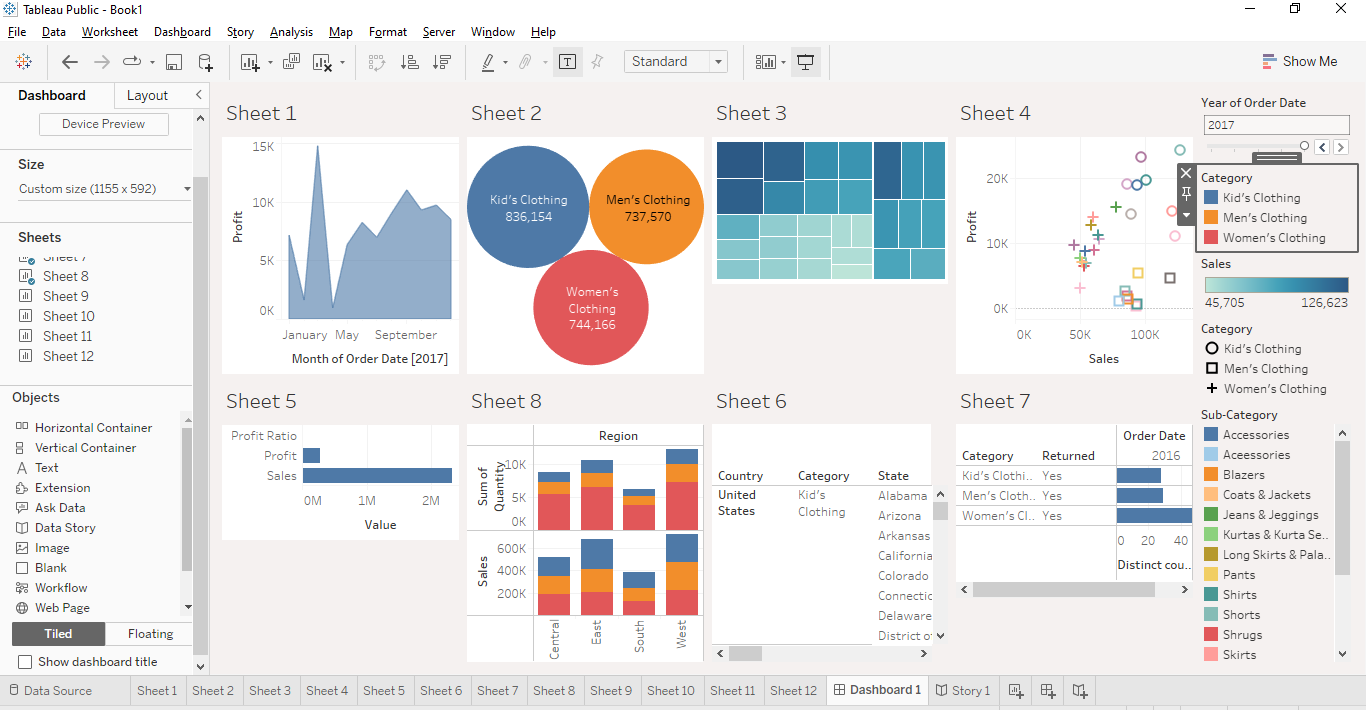 Tableau Public - Book1
File Data Worksheet Dashboard Story Analysis Map Format Server Window Help
Standard
Show Me
Dashboard Layout
Device Preview
Size
Custom size (1155 x 592)
Sheets
Sheet 7
Sheet 8
Sheet 9
Sheet 10
Sheet 11
Sheet 12
Objects
Horizontal Container
Vertical Container
Text
Extension
Ask Data
Data Story
Image
Blank
Workflow
Web Page
Tiled Floating
Show dashboard title
Sheet 1
15K
10K
5K
0K
Profit
January May September
Month of Order Date [2017]
Sheet 2
Kid's Clothing
836,154
Men's Clothing
737,570
Women's
Clothing
744,166
Sheet 3
Sheet 4
20K
10K
0K
Profit
0K 50K 100K
Sales
Year of Order Date
2017
Category
Kid's Clothing
Men's Clothing
Women's Clothing
Sales
45,705 126,623
Category
Kid's Clothing
Men's Clothing
Women's Clothing
Sub-Category
Accessories
Accessories
Blazers
Coats & Jackets
Jeans & Jeggings
Kurtas & Kurta Se..
Long Skirts & Pala..
Pants
Shirts
Shorts
Shrugs
Skirts
Sheet 5
Profit Ratio
Profit
Sales
0M 1M 2M
Value
Sheet 8
Region
Sum of
Quantity
10K
5K
0K
Sales
600K
400K
200K
Central East South West
Sheet 6
Country Category State
United
States
Kid's
Clothing
Alabama
Arizona
Arkansas
California
Colorado
Connectic
Delaware
District of
Sheet 7
Order Date
Category Returned 2016
Kid's Clothi.. Yes
Men's Cloth.. Yes
Women's Cl.. Yes
0 20 40
Distinct cou..
Data Source Sheet 1 Sheet 2 Sheet 3 Sheet 4 Sheet 5 Sheet 6 Sheet 7 Sheet 8 Sheet 9 Sheet 10 Sheet 11 Sheet 12 Dashboard 1 Story 1